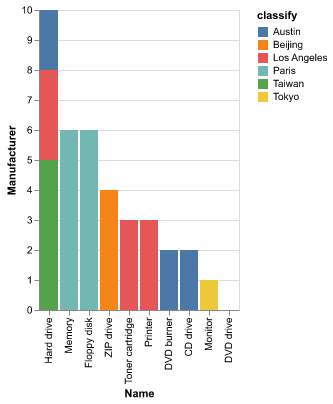 classify
Austin
Beijing
Los Angeles
Paris
Taiwan
Tokyo
Manufacturer
10
9
8
7
6
5
4
3
2
1
0
Hard drive
Memory
Floppy disk
ZIP drive
Toner cartridge
Printer
DVD burner
CD drive
Monitor
DVD drive
Name